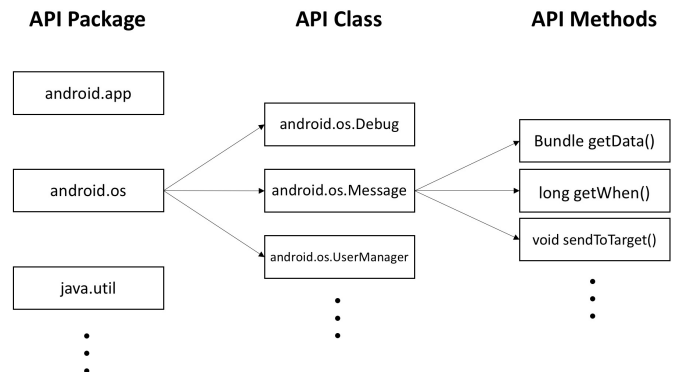 API Package
API Class
API Methods
android.app
android.os
java.util
android.os.Debug
android.os.Message
android.os.UserManager
Bundle getData()
long getWhen()
void sendToTarget()